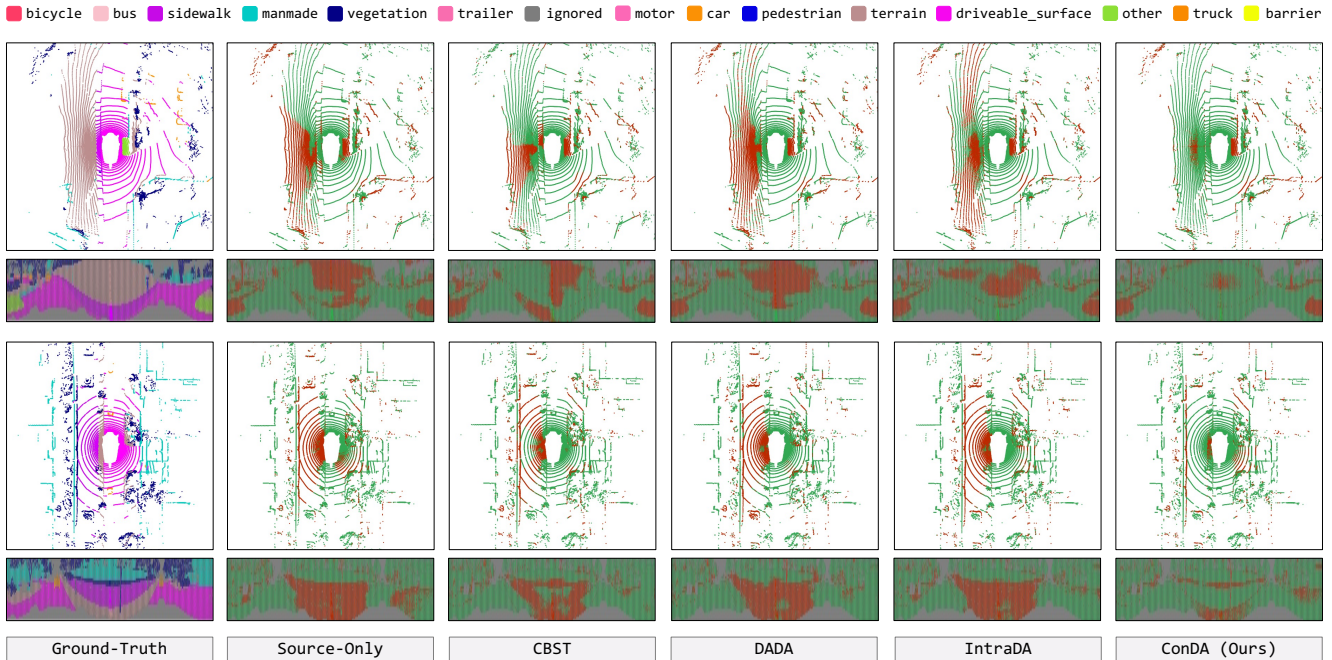 bicycle bus sidewalk manmade vegetation trailer ignored motor car pedestrian terrain driveable_surface other truck barrier
Ground-Truth Source-Only CBST DADA IntraDA ConDA (Ours)